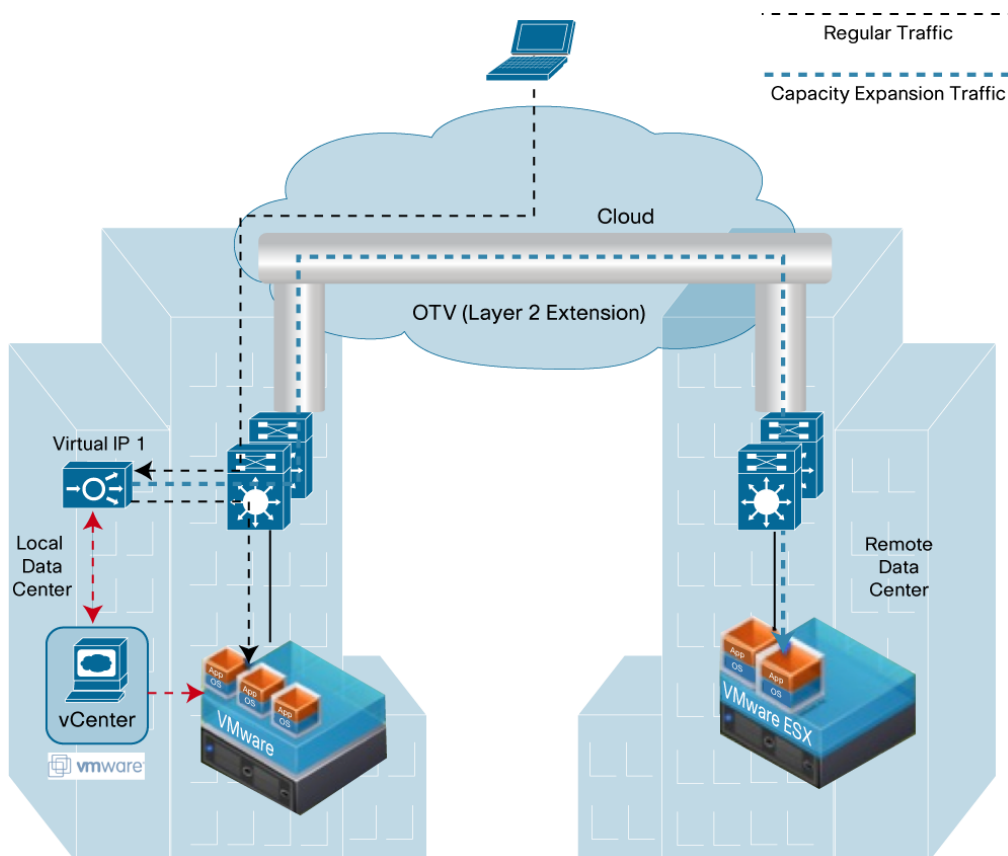 Regular Traffic
Capacity Expansion Traffic
Cloud
OTV (Layer 2 Extension)
Virtual IP 1
Local
Data
Center
Remote
Data
Center
vCenter
vmware
App
OS
App
OS
App
OS
VMware
App
OS
App
OS
VMware ESX